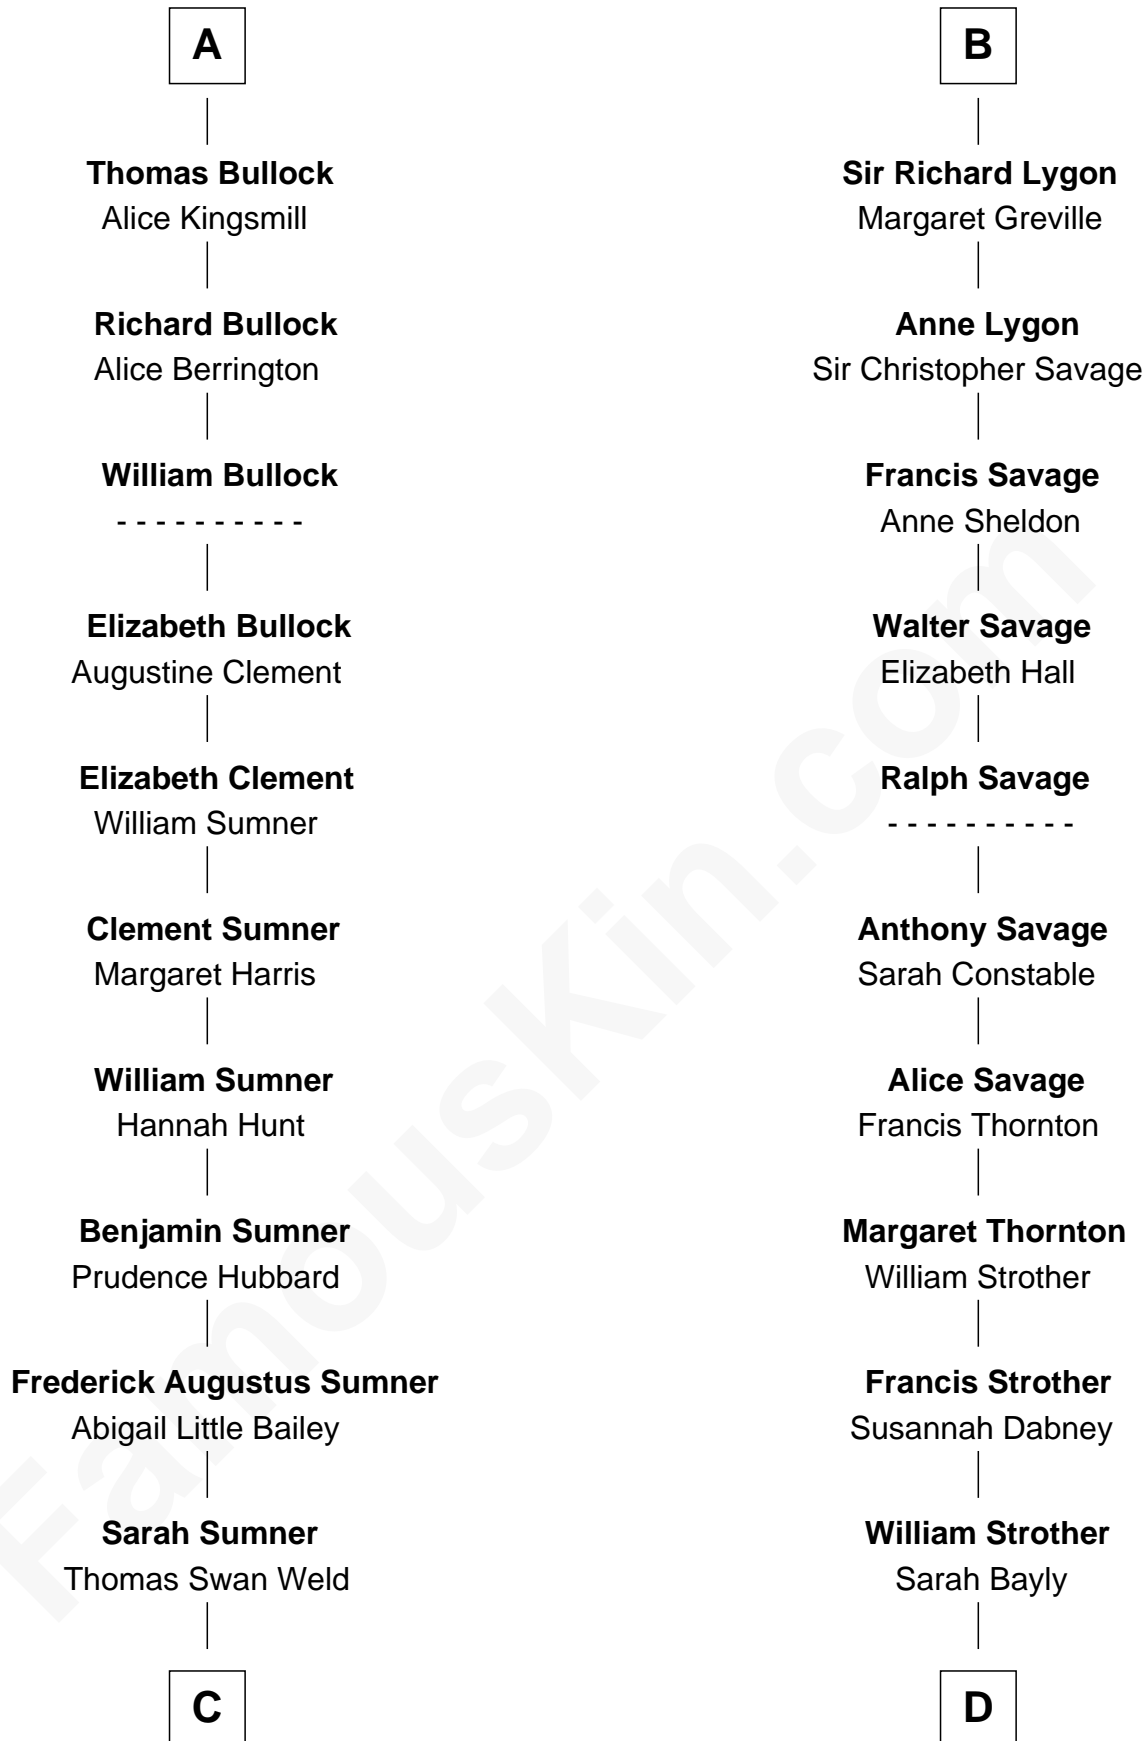 A
Thomas Bullock
Alice Kingsmill
Richard Bullock
Alice Berrington
William Bullock
- - - - - - - - - -
Elizabeth Bullock
Augustine Clement
Elizabeth Clement
William Sumner
Clement Sumner
Margaret Harris
William Sumner
Hannah Hunt
Benjamin Sumner
Prudence Hubbard
Frederick Augustus Sumner
Abigail Little Bailey
Sarah Sumner
Thomas Swan Weld
C
B
Sir Richard Lygon
Margaret Greville
Anne Lygon
Sir Christopher Savage
Francis Savage
Anne Sheldon
Walter Savage
Elizabeth Hall
Ralph Savage
- - - - - - - - - -
Anthony Savage
Sarah Constable
Alice Savage
Francis Thornton
Margaret Thornton
William Strother
Francis Strother
Susannah Dabney
William Strother
Sarah Bayly
D
FamousKin.com